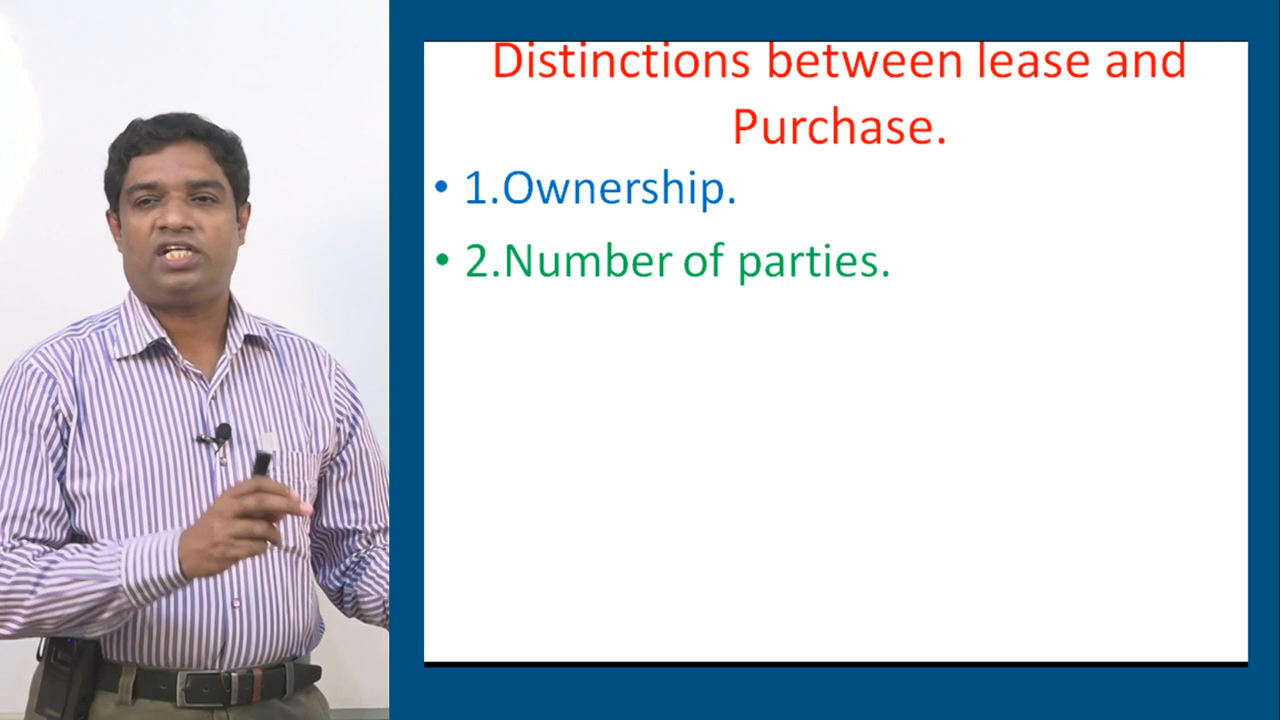 Distinctions between lease and
Purchase.
• 1.Ownership.
• 2.Number of parties.